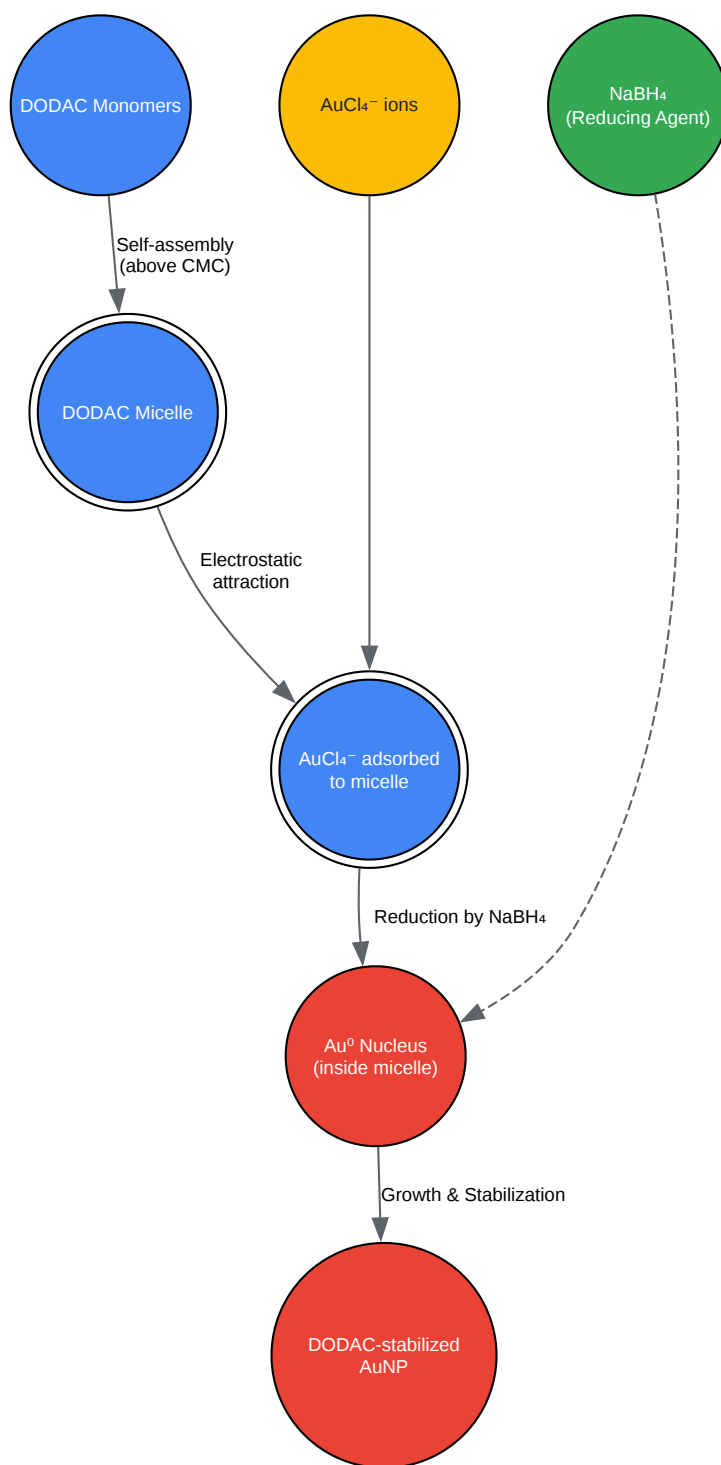 DODAC Monomers
AuCl₄⁻ ions
NaBH₄
(Reducing Agent)
Self-assembly
(above CMC)
DODAC Micelle
Electrostatic
attraction
AuCl₄⁻ adsorbed
to micelle
Reduction by NaBH₄
Au⁰ Nucleus
(inside micelle)
Growth & Stabilization
DODAC-stabilized
AuNP